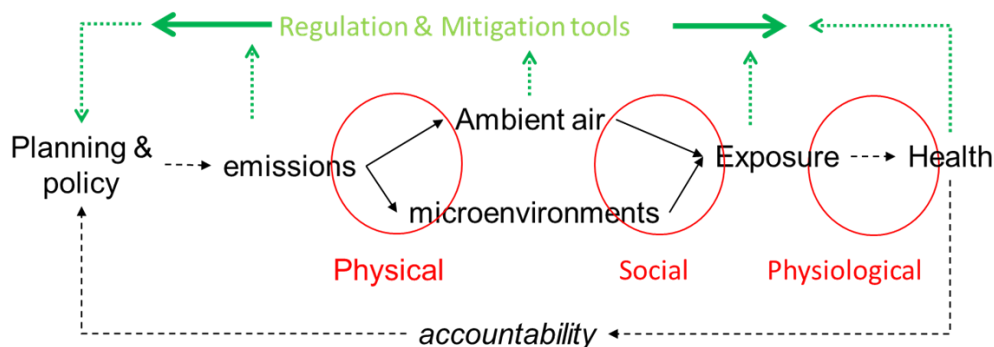 Regulation & Mitigation tools
Planning &
policy
emissions
Ambient air
microenvironments
Exposure
Health
Physical
Social
Physiological
accountability